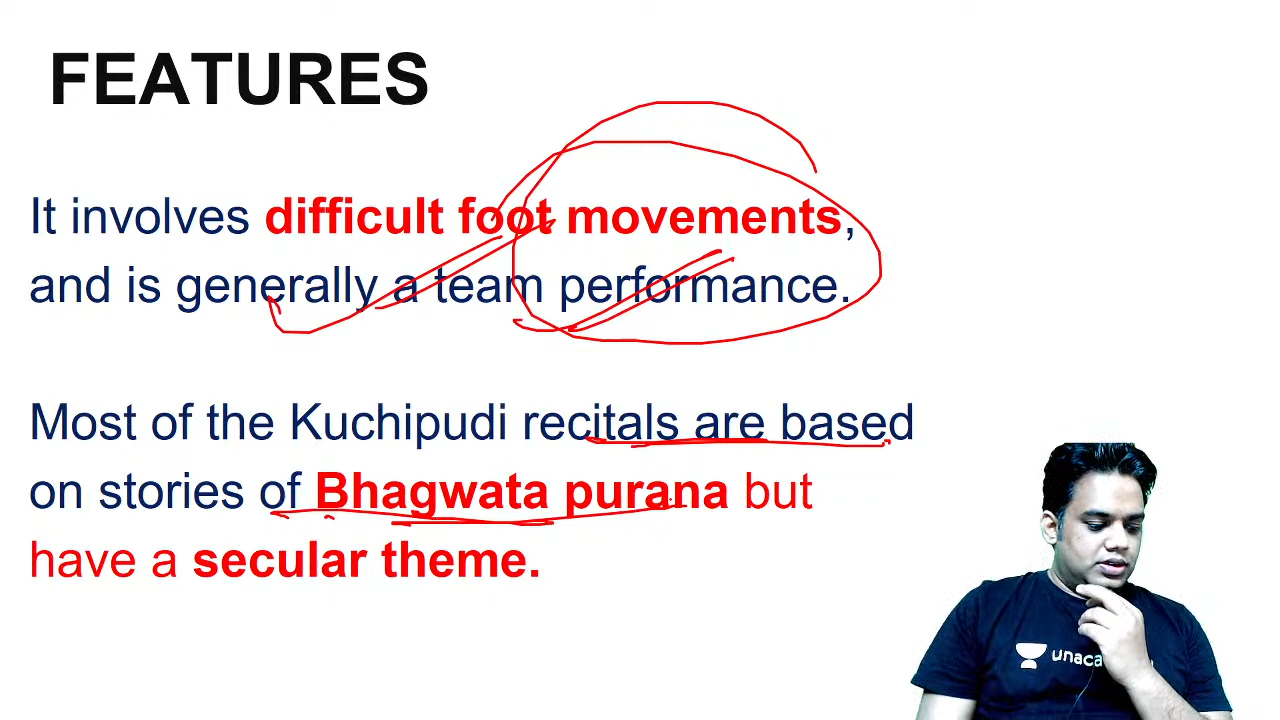 FEATURES
It involves difficult foot movements,
and is generally a team performance.
Most of the Kuchipudi recitals are based
on stories of Bhagwata purana but
have a secular theme.